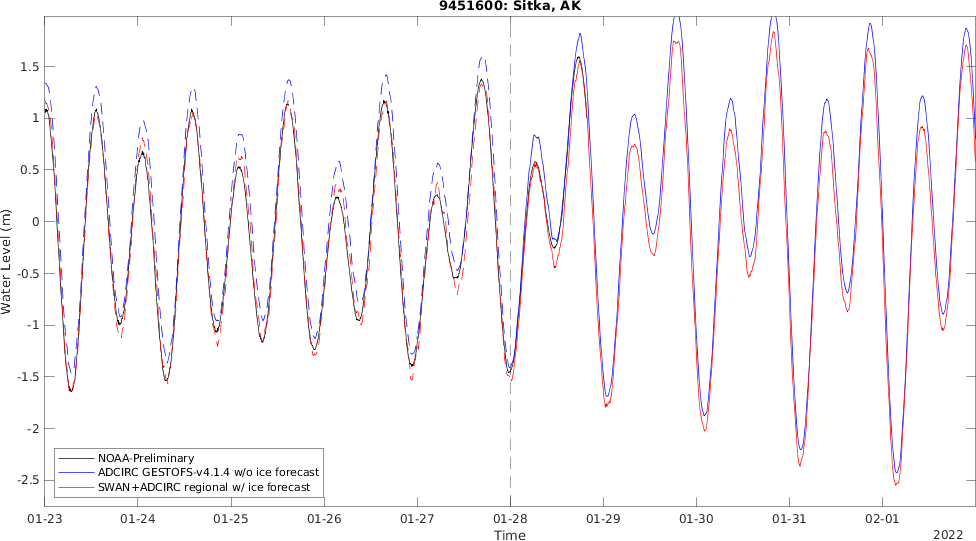 9451600: Sitka, AK
Water Level (m)
1.5
1
0.5
0
-0.5
-1
-1.5
-2
-2.5
NOAA-Preliminary
ADCIRC GESTOFS-v4.1.4 w/o ice forecast
SWAN+ADCIRC regional w/ ice forecast
01-23 01-24 01-25 01-26 01-27 01-28 01-29 01-30 01-31 02-01
Time
2022